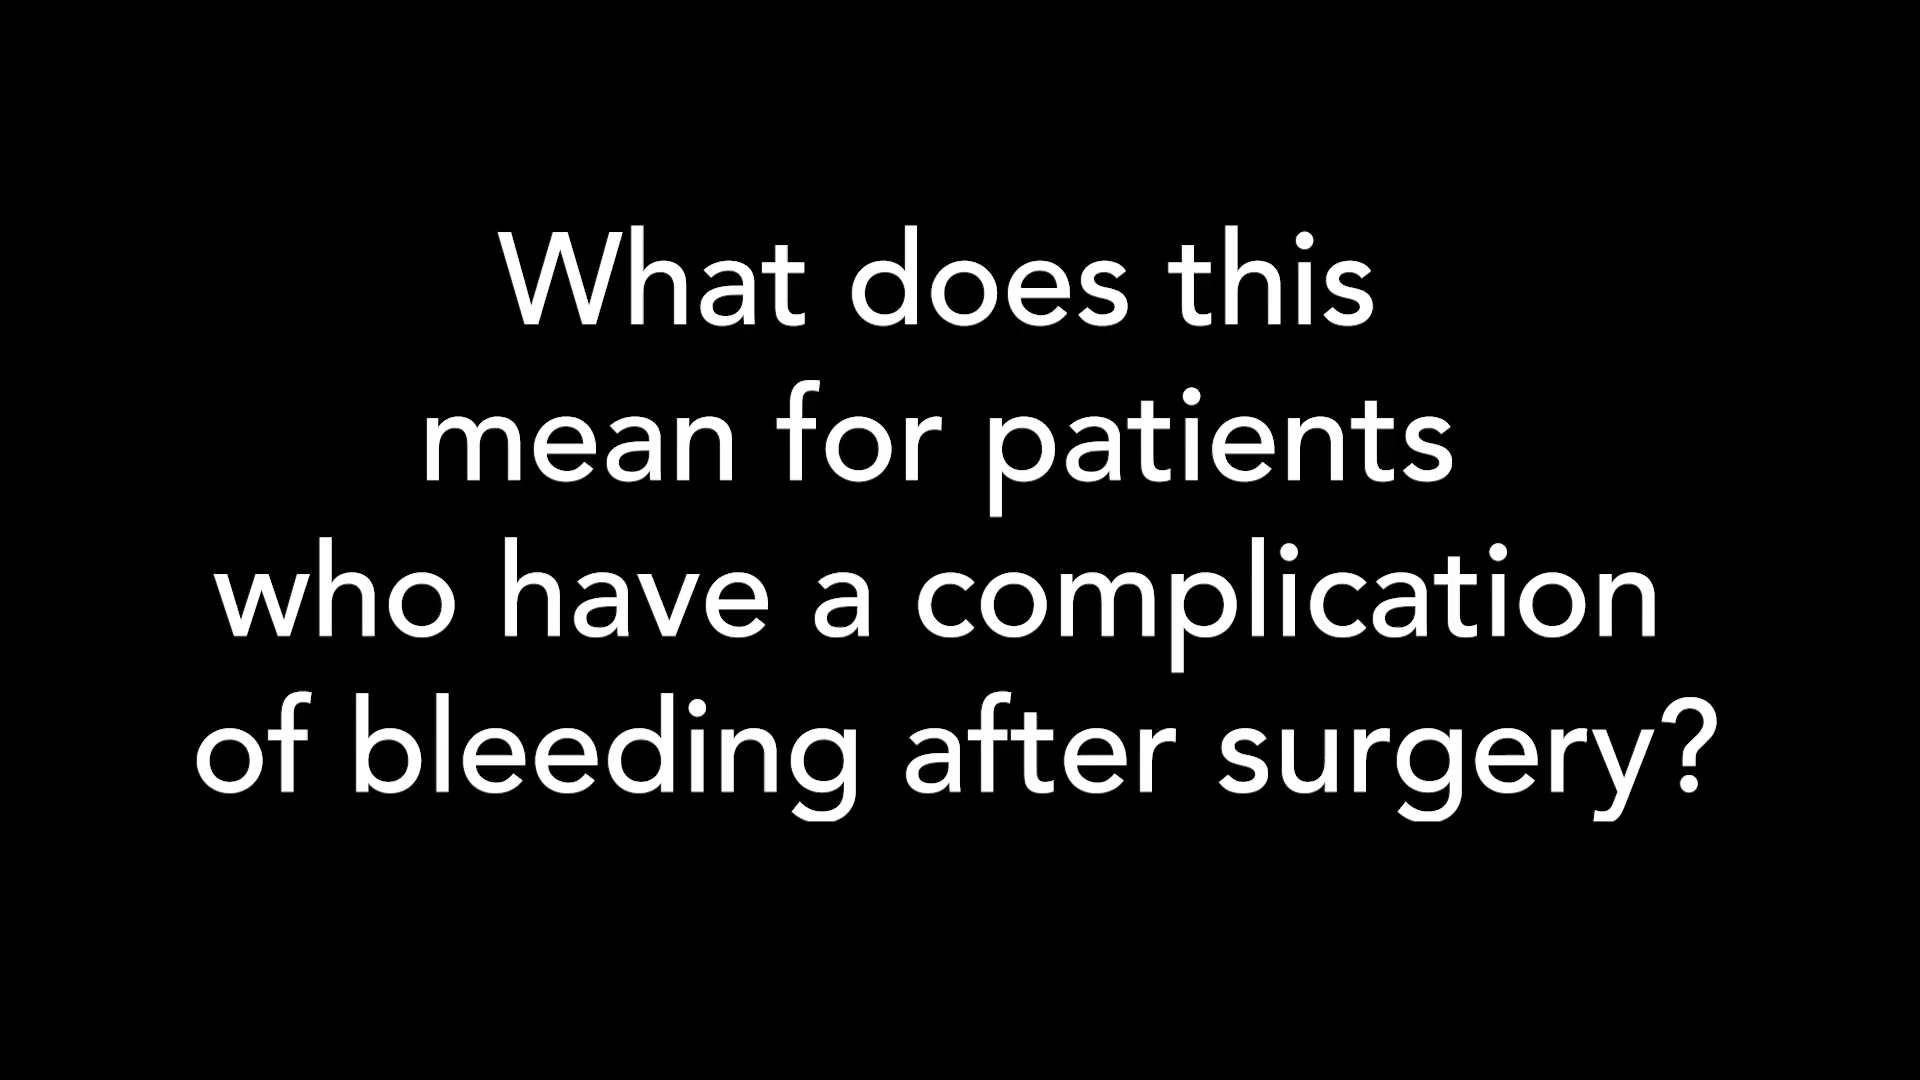 What does this
mean for patients
who have a complication
of bleeding after surgery?